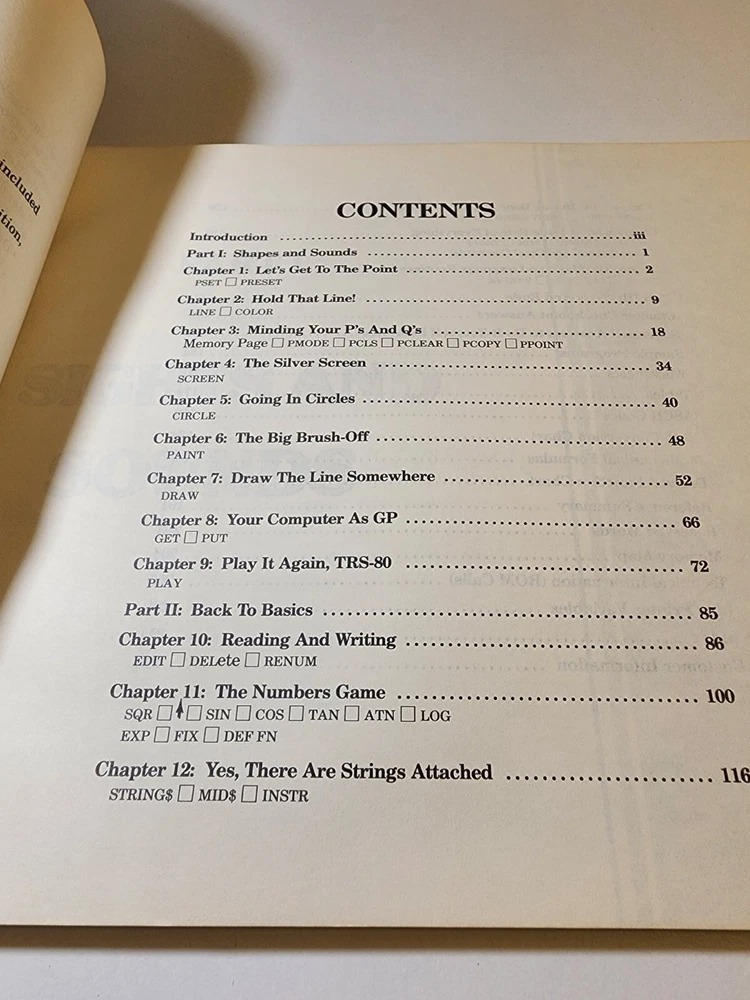 included
ition,
CONTENTS
Introduction ........................................................ iii
Part I: Shapes and Sounds ........................................ 1
Chapter 1: Let's Get To The Point ................................ 2
PSET □ PRESET
Chapter 2: Hold That Line! ........................................ 9
LINE □ COLOR
Chapter 3: Minding Your P's And Q's .............................. 18
Memory Page □ PMODE □ PCLS □ PCLEAR □ PCOPY □ PPOINT
Chapter 4: The Silver Screen ..................................... 34
SCREEN
Chapter 5: Going In Circles ...................................... 40
CIRCLE
Chapter 6: The Big Brush-Off ..................................... 48
PAINT
Chapter 7: Draw The Line Somewhere ............................... 52
DRAW
Chapter 8: Your Computer As GP ................................... 66
GET □ PUT
Chapter 9: Play It Again, TRS-80 ................................. 72
PLAY
Part II: Back To Basics .......................................... 85
Chapter 10: Reading And Writing .................................. 86
EDIT □ DELete □ RENUM
Chapter 11: The Numbers Game ..................................... 100
SQR □ ↑ □ SIN □ COS □ TAN □ ATN □ LOG
EXP □ FIX □ DEF FN
Chapter 12: Yes, There Are Strings Attached ...................... 116
STRING$ □ MID$ □ INSTR